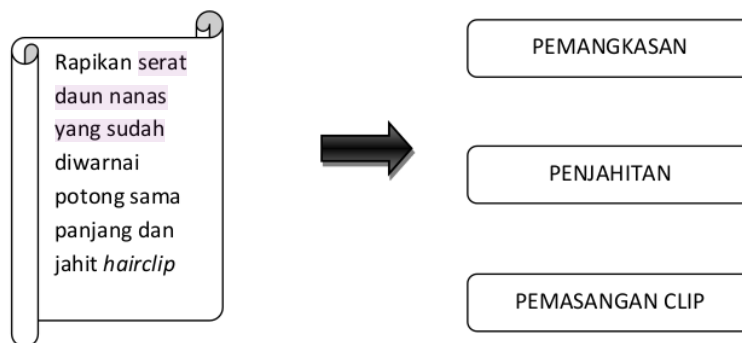 Rapikan serat
daun nanas
yang sudah
diwarnai
potong sama
panjang dan
jahit hairclip
PEMANGKASAN
PENJAHITAN
PEMASANGAN CLIP